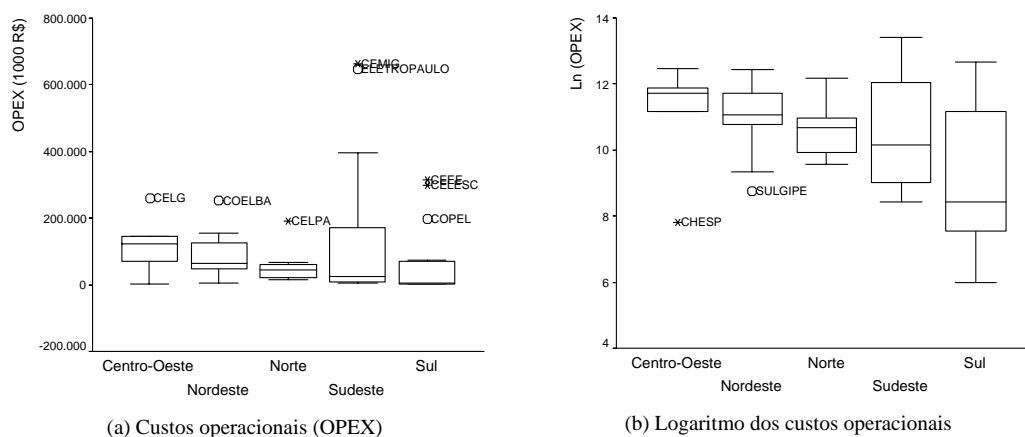 800.000
600.000
400.000
200.000
0
-200.000
OPEX (1000 R$)
CEMIG
ELETROPAULO
CELG
COELBA
CELPA
CEEE
CELESC
COPEL
Centro-Oeste
Nordeste
Norte
Sudeste
Sul
(a) Custos operacionais (OPEX)
14
12
10
8
6
4
Ln (OPEX)
CHESP
SULGIPE
Centro-Oeste
Nordeste
Norte
Sudeste
Sul
(b) Logaritmo dos custos operacionais